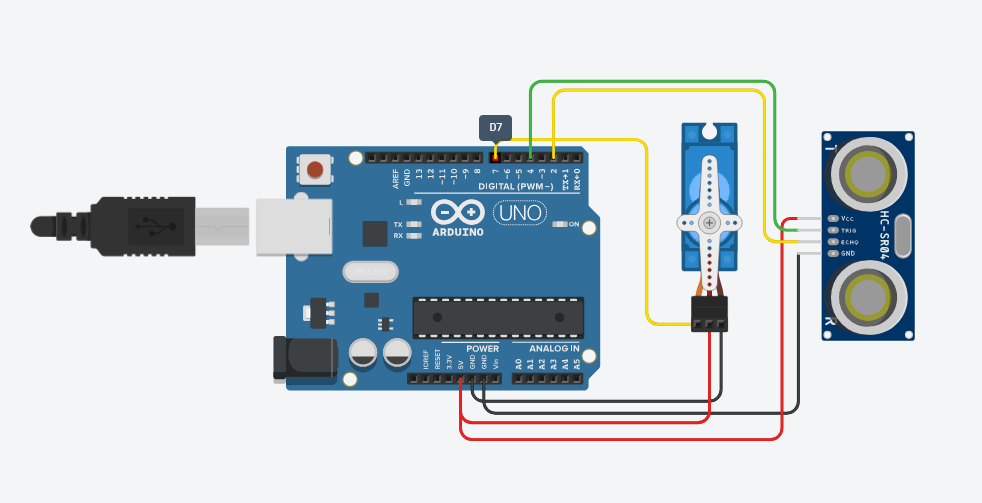 D7
AREF
GND
13
12
~11
~10
~9
8
7
~6
~5
4
~3
2
TX→1
RX←0
DIGITAL (PWM~)
L
TX
RX
UNO
ARDUINO
ON
T
Vcc
TRIG
ECHO
GND
HC-SR04
R
POWER
ANALOG IN
IOREF
RESET
3.3V
5V
GND
GND
Vin
A0
A1
A2
A3
A4
A5